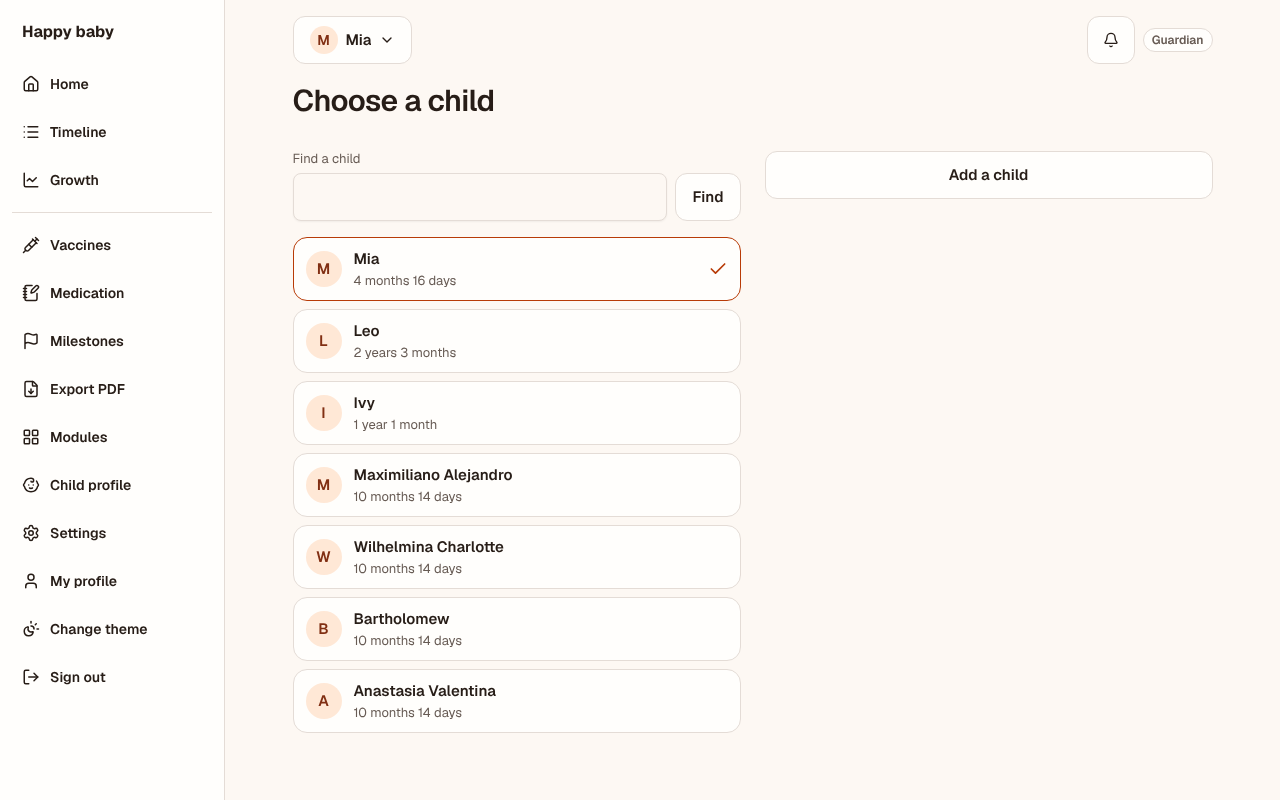 Happy baby
Home
Timeline
Growth
Vaccines
Medication
Milestones
Export PDF
Modules
Child profile
Settings
My profile
Change theme
Sign out
M Mia
Guardian
Choose a child
Find a child
Find
Add a child
M
Mia
4 months 16 days
L
Leo
2 years 3 months
I
Ivy
1 year 1 month
M
Maximiliano Alejandro
10 months 14 days
W
Wilhelmina Charlotte
10 months 14 days
B
Bartholomew
10 months 14 days
A
Anastasia Valentina
10 months 14 days